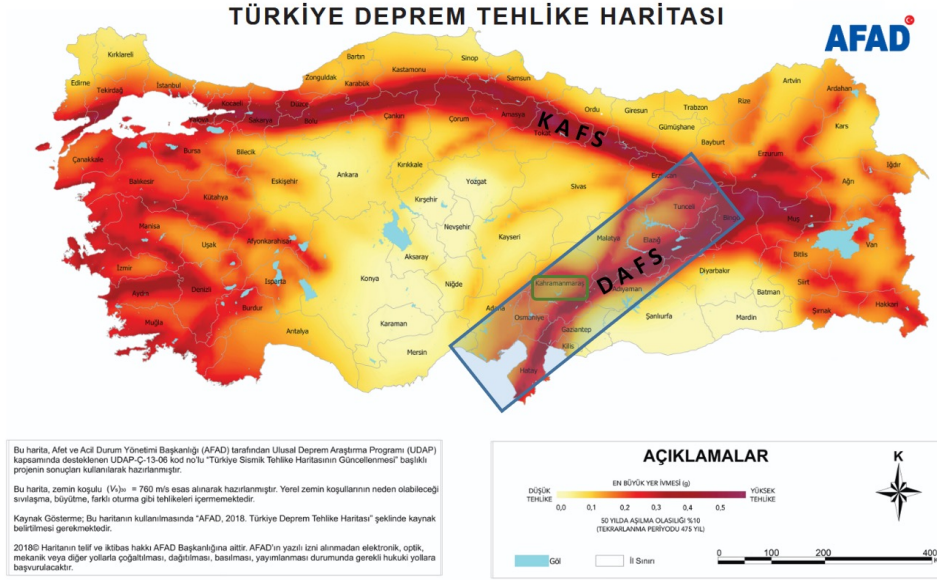 TÜRKİYE DEPREM TEHLİKE HARİTASI
AFAD
Kırklareli
Edirne
Tekirdağ
İstanbul
Kocaeli
Sakarya
Düzce
Bolu
Zonguldak
Bartın
Karabük
Kastamonu
Sinop
Samsun
Çankırı
Çorum
Amasya
Tokat
Ordu
Giresun
Trabzon
Rize
Artvin
Ardahan
Kars
Gümüşhane
Bayburt
Erzurum
Iğdır
Ağrı
KAFS
Çanakkale
Bursa
Bilecik
Balıkesir
Kütahya
Eskişehir
Ankara
Kırıkkale
Yozgat
Sivas
Tunceli
Muş
Manisa
Uşak
Afyonkarahisar
Kırşehir
Nevşehir
Kayseri
Malatya
Elazığ
Bitlis
Van
İzmir
Aydın
Denizli
Isparta
Konya
Aksaray
Niğde
Kahramanmaraş
DAFS
Adıyaman
Diyarbakır
Batman
Siirt
Şırnak
Hakkari
Muğla
Burdur
Antalya
Karaman
Mersin
Adana
Osmaniye
Gaziantep
Kilis
Şanlıurfa
Mardin
Hatay
Bu harita, Afet ve Acil Durum Yönetimi Başkanlığı (AFAD) tarafından Ulusal Deprem Araştırma Programı (UDAP)
kapsamında desteklenen UDAP-Ç-13-06 kod no'lu "Türkiye Sismik Tehlike Haritasının Güncellenmesi" başlıklı
projenin sonuçları kullanılarak hazırlanmıştır.
Bu harita, zemin koşulu (Vs)30 = 760 m/s esas alınarak hazırlanmıştır. Yerel zemin koşullarının neden olabileceği
sıvılaşma, büyütme, farklı oturma gibi tehlikeleri içermemektedir.
Kaynak Gösterme; Bu haritanın kullanılmasında "AFAD, 2018. Türkiye Deprem Tehlike Haritası" şeklinde kaynak
belirtilmesi gerekmektedir.
2018© Haritanın telif ve iktibas hakkı AFAD Başkanlığına aittir. AFAD'ın yazılı izni alınmadan elektronik, optik,
mekanik veya diğer yollarla çoğaltılması, dağıtılması, basılması, yayımlanması durumunda gerekli hukuki yollara
başvurulacaktır.
AÇIKLAMALAR
K
DÜŞÜK TEHLİKE
EN BÜYÜK YER İVMESİ (g)
YÜKSEK TEHLİKE
0,0 0,1 0,2 0,3 0,4 0,5
50 YILDA AŞILMA OLASILIĞI %10
(TEKRARLANMA PERİYODU 475 YIL)
Göl
İl Sınırı
0 100 200 400